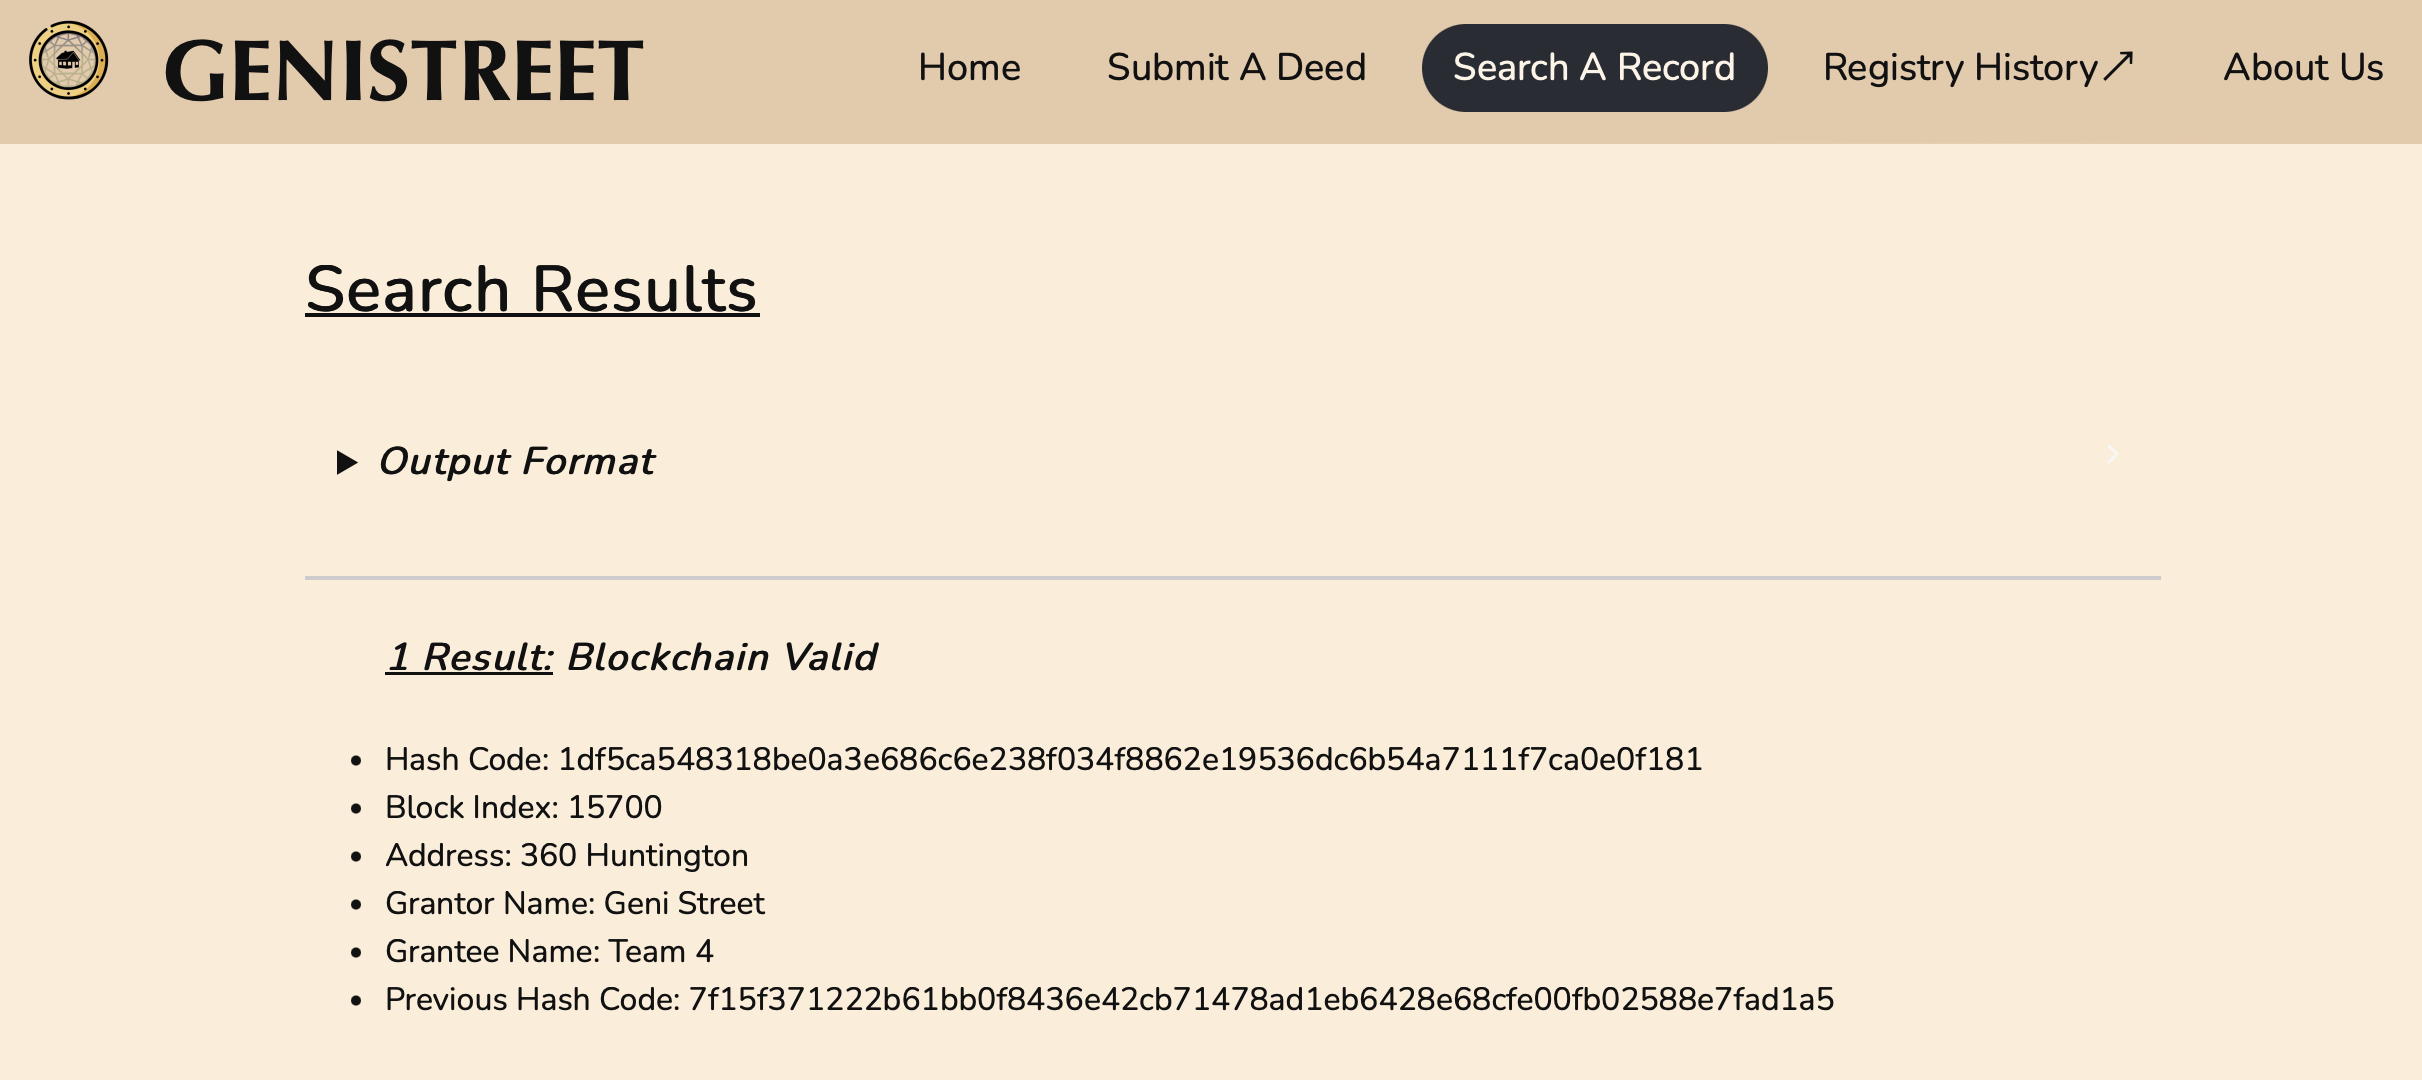 GENISTREET
Home
Submit A Deed
Search A Record
Registry History↗
About Us
Search Results
▶ Output Format
1 Result: Blockchain Valid
• Hash Code: 1df5ca548318be0a3e686c6e238f034f8862e19536dc6b54a7111f7ca0e0f181
• Block Index: 15700
• Address: 360 Huntington
• Grantor Name: Geni Street
• Grantee Name: Team 4
• Previous Hash Code: 7f15f371222b61bb0f8436e42cb71478ad1eb6428e68cfe00fb02588e7fad1a5